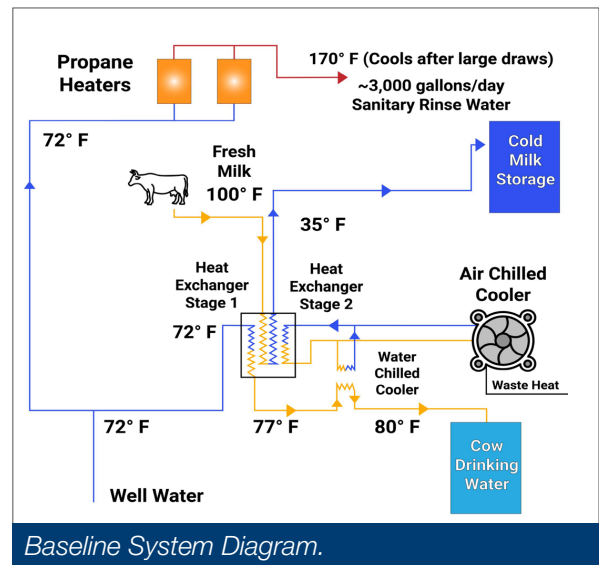 Propane
Heaters
170° F (Cools after large draws)
~3,000 gallons/day
Sanitary Rinse Water
72° F
Fresh
Milk
100° F
Cold
Milk
Storage
35° F
Heat
Exchanger
Stage 1
Heat
Exchanger
Stage 2
Air Chilled
Cooler
72° F
Water
Chilled
Cooler
Waste Heat
72° F
77° F
80° F
Cow
Drinking
Water
Well Water
Baseline System Diagram.